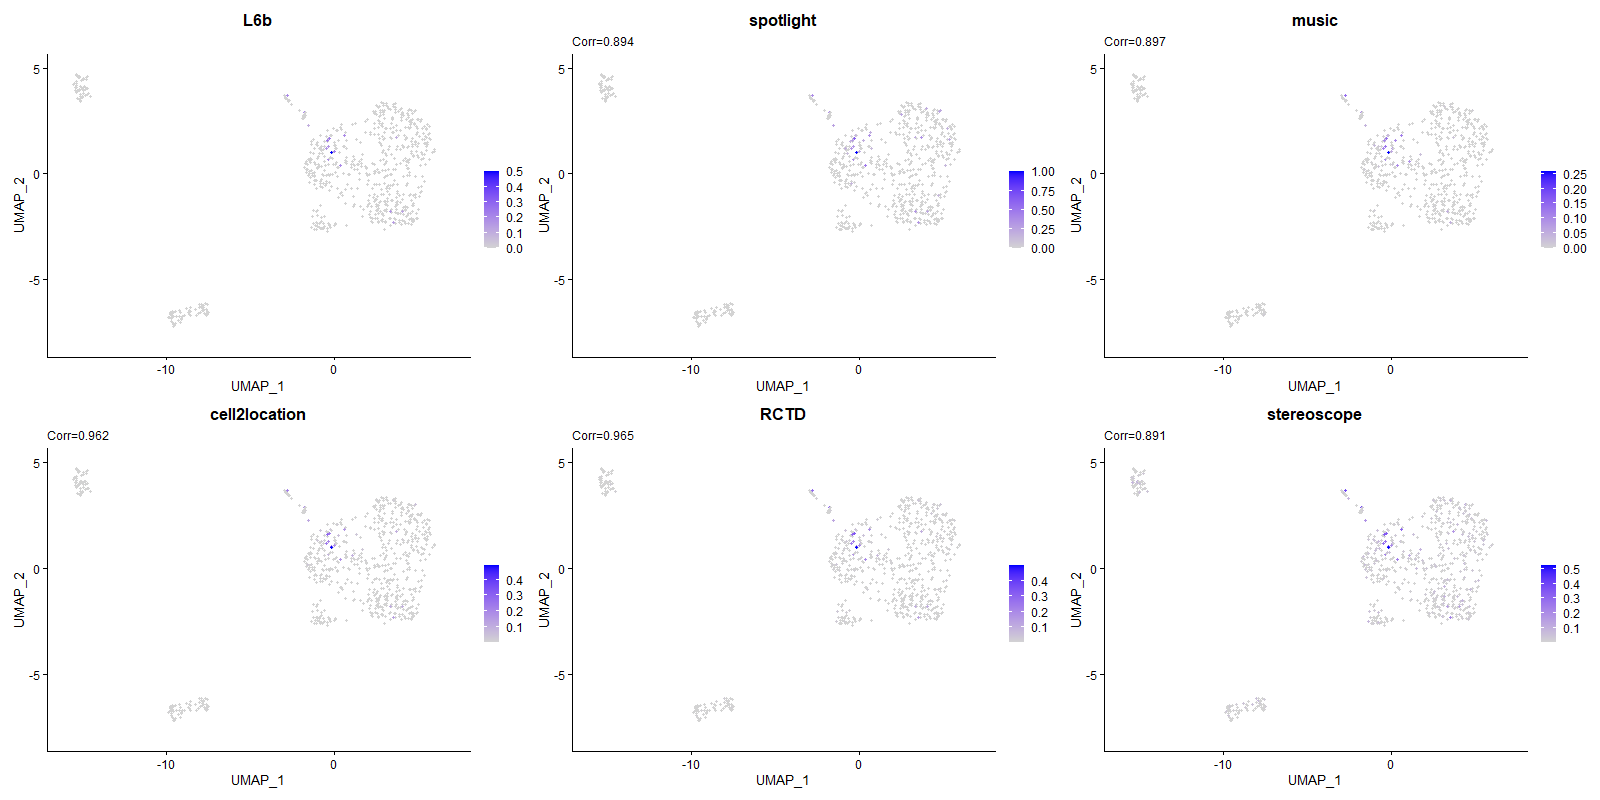 L6b
5
0
-5
-10
0
UMAP_1
UMAP_2
0.5
0.4
0.3
0.2
0.1
0.0
spotlight
Corr=0.894
5
0
-5
-10
0
UMAP_1
UMAP_2
1.00
0.75
0.50
0.25
0.00
music
Corr=0.897
5
0
-5
-10
0
UMAP_1
UMAP_2
0.25
0.20
0.15
0.10
0.05
0.00
cell2location
Corr=0.962
5
0
-5
-10
0
UMAP_1
UMAP_2
0.4
0.3
0.2
0.1
RCTD
Corr=0.965
5
0
-5
-10
0
UMAP_1
UMAP_2
0.4
0.3
0.2
0.1
stereoscope
Corr=0.891
5
0
-5
-10
0
UMAP_1
UMAP_2
0.5
0.4
0.3
0.2
0.1